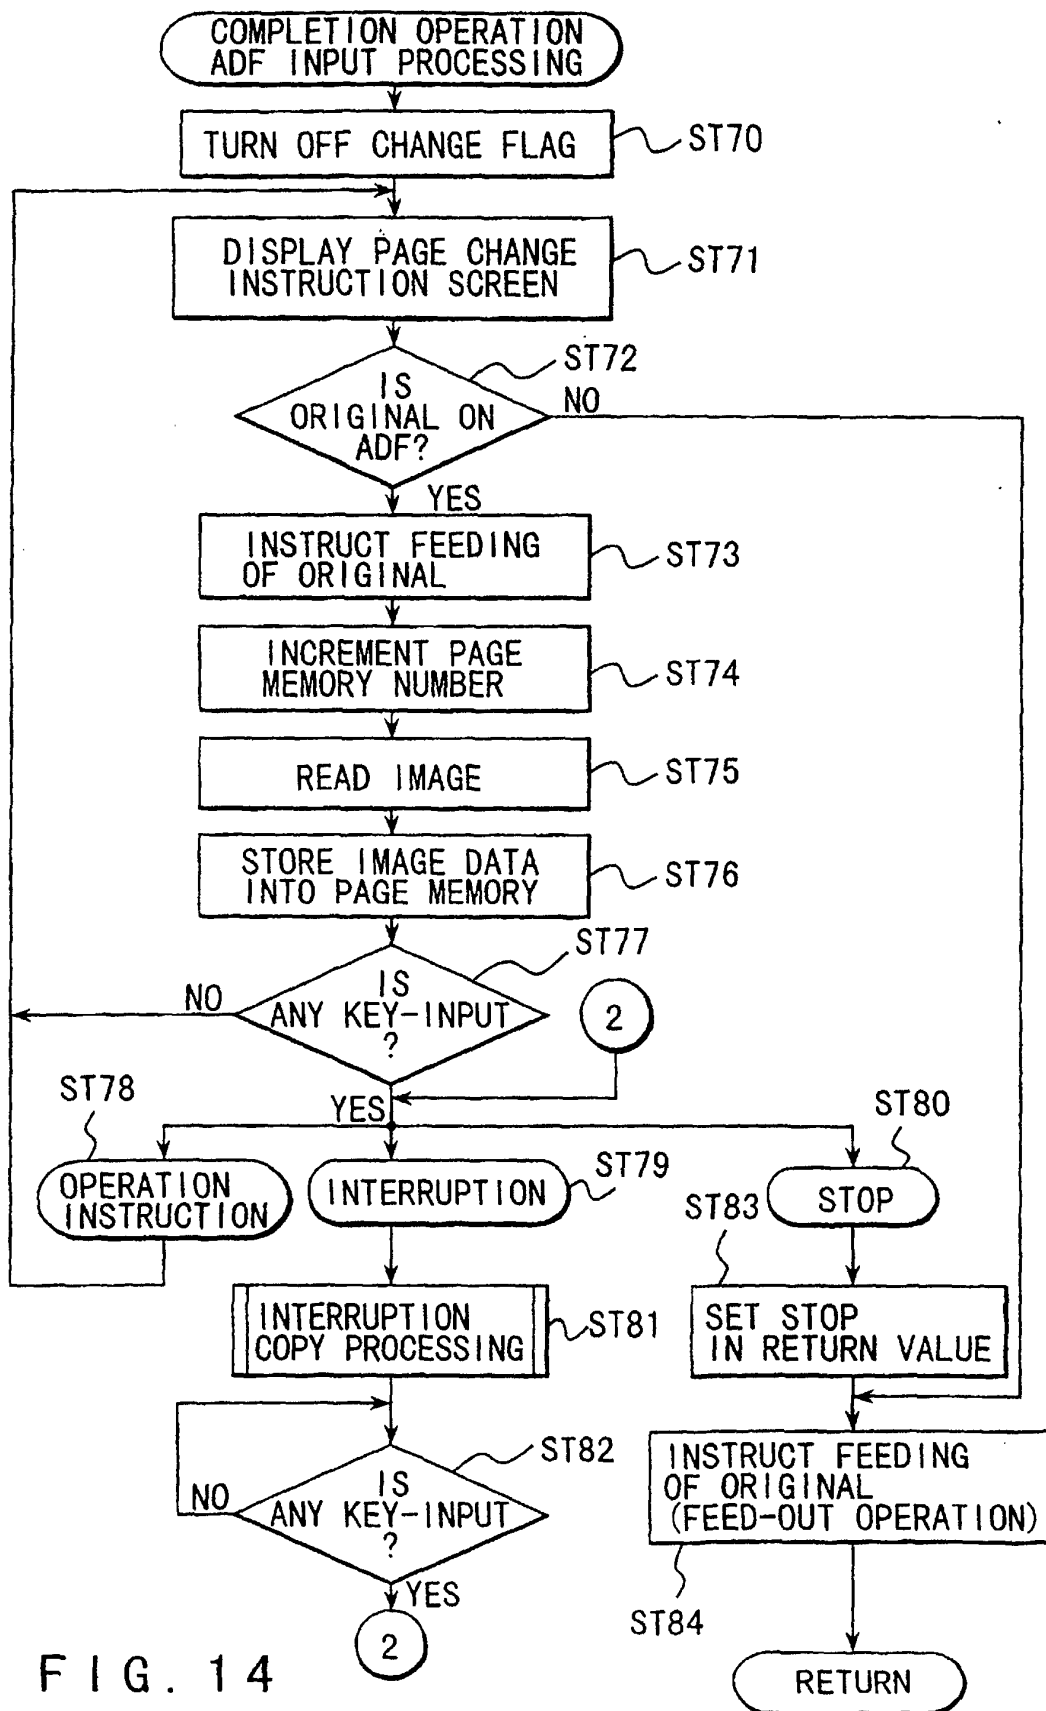 COMPLETION OPERATION
ADF INPUT PROCESSING
TURN OFF CHANGE FLAG
ST70
DISPLAY PAGE CHANGE
INSTRUCTION SCREEN
ST71
ST72
IS
ORIGINAL ON
ADF?
NO
YES
INSTRUCT FEEDING
OF ORIGINAL
ST73
INCREMENT PAGE
MEMORY NUMBER
ST74
READ IMAGE
ST75
STORE IMAGE DATA
INTO PAGE MEMORY
ST76
ST77
IS
ANY KEY-INPUT
?
NO
2
YES
ST78
OPERATION
INSTRUCTION
INTERRUPTION
ST79
ST80
STOP
ST83
INTERRUPTION
COPY PROCESSING
ST81
SET STOP
IN RETURN VALUE
ST82
IS
ANY KEY-INPUT
?
NO
YES
2
INSTRUCT FEEDING
OF ORIGINAL
(FEED-OUT OPERATION)
ST84
RETURN
FIG. 14